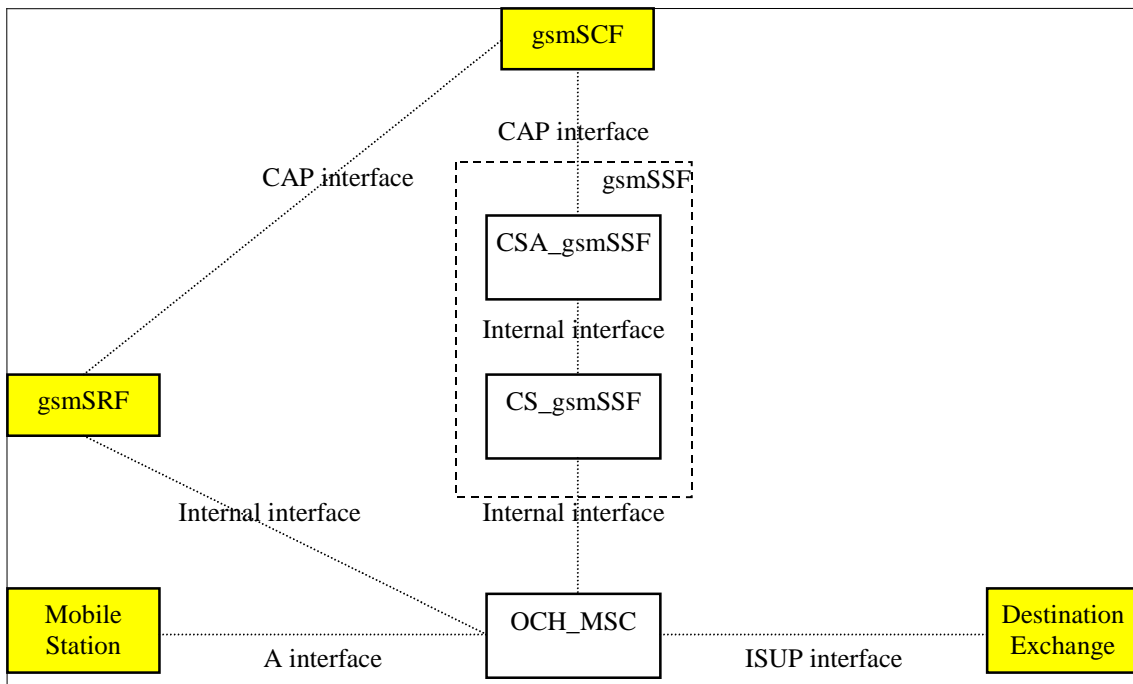 gsmSCF
CAP interface
CAP interface
gsmSSF
CSA_gsmSSF
Internal interface
gsmSRF
CS_gsmSSF
Internal interface
Internal interface
Mobile
Station
OCH_MSC
Destination
Exchange
A interface
ISUP interface